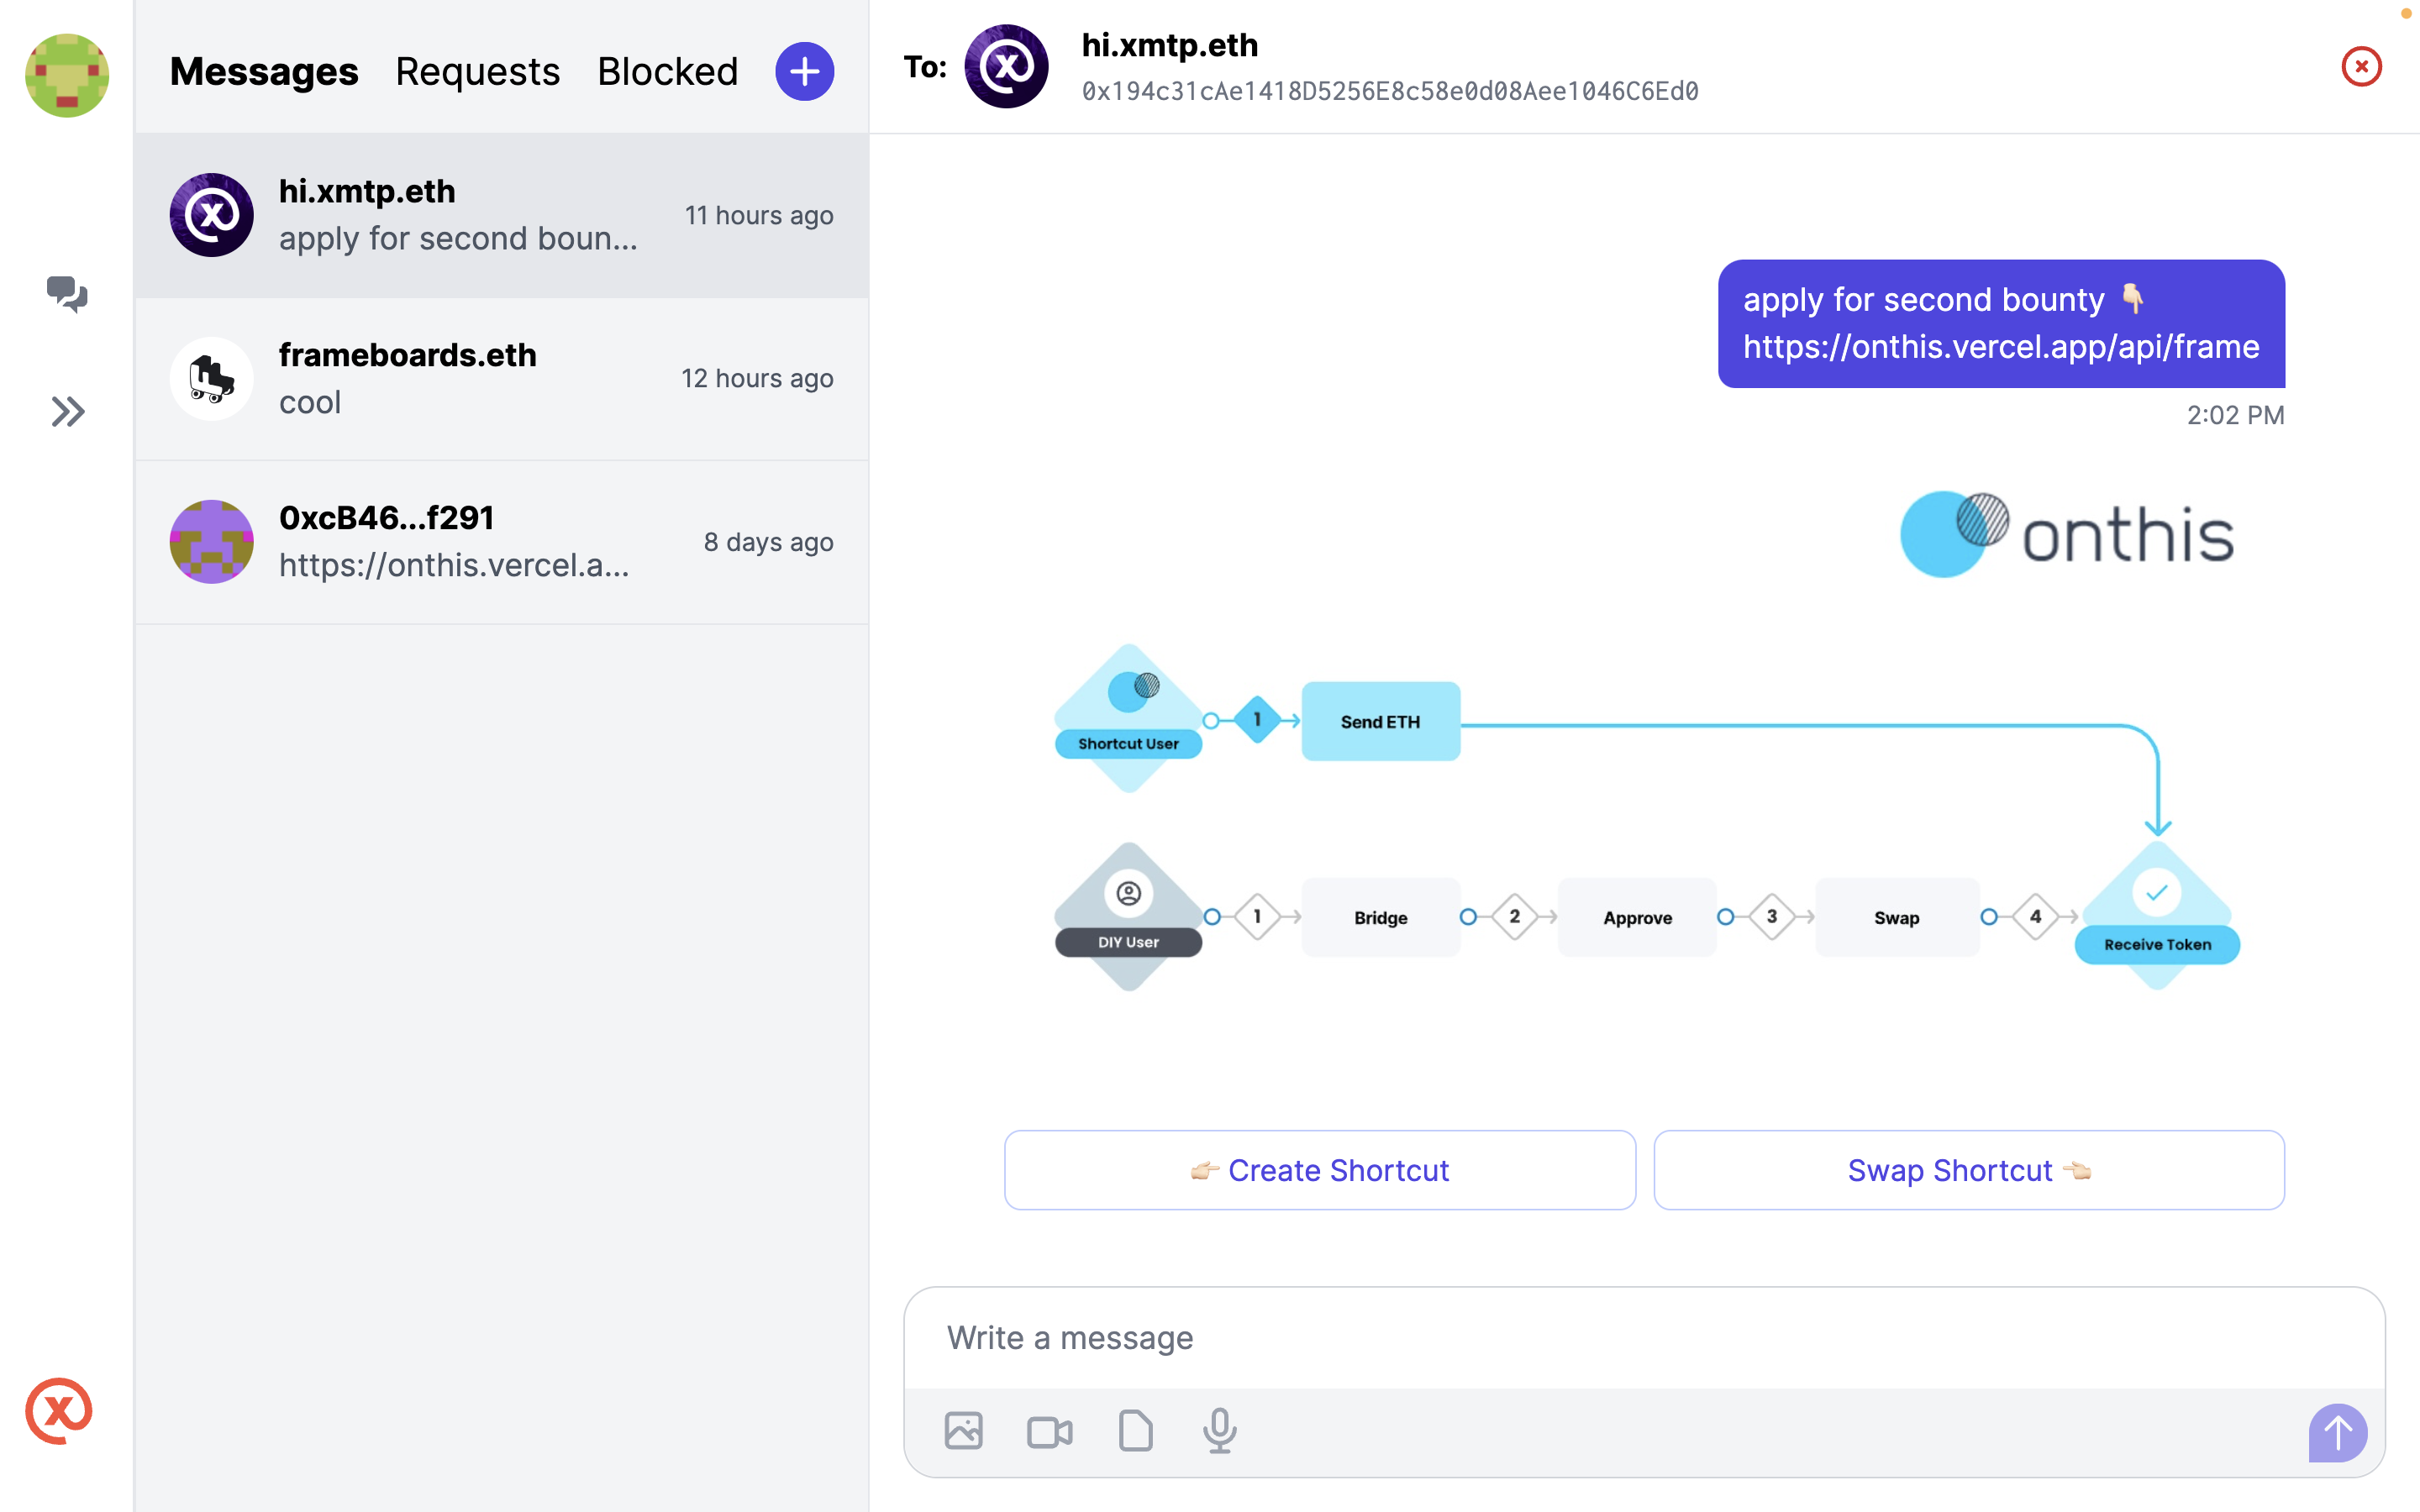 Messages Requests Blocked
hi.xmtp.eth
apply for second boun...
11 hours ago
frameboards.eth
cool
12 hours ago
0xcB46...f291
https://onthis.vercel.a...
8 days ago
To:
hi.xmtp.eth
0x194c31cAe1418D5256E8c58e0d08Aee1046C6Ed0
apply for second bounty 👇🏻
https://onthis.vercel.app/api/frame
2:02 PM
onthis
Shortcut User
1
Send ETH
DIY User
1
Bridge
2
Approve
3
Swap
4
Receive Token
👉🏻 Create Shortcut
Swap Shortcut 👈🏻
Write a message